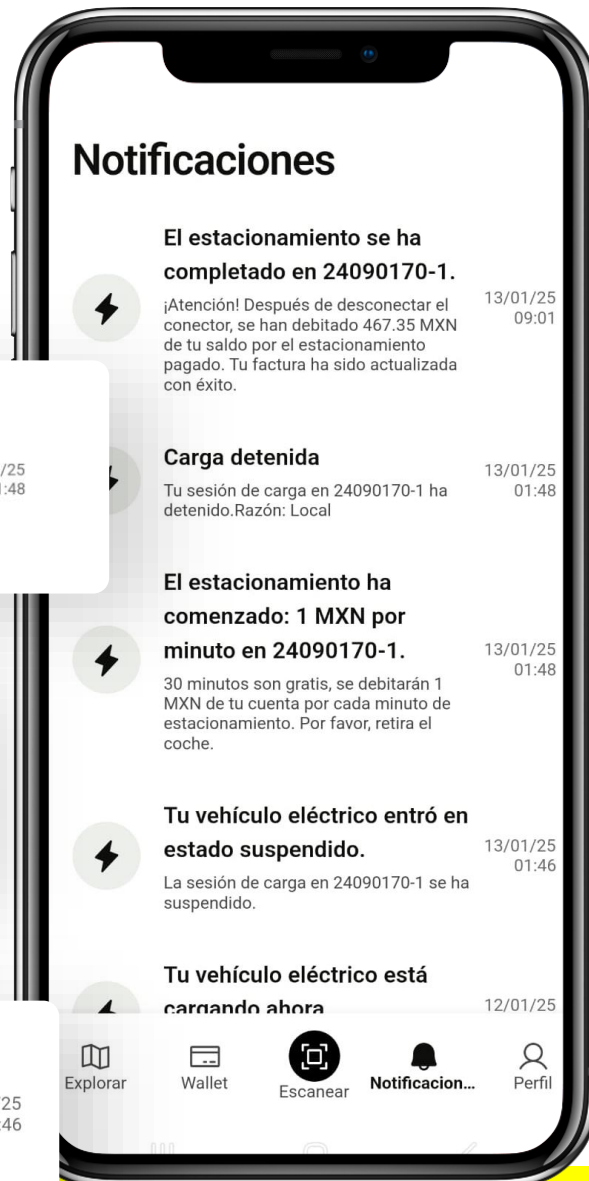 Notificaciones
El estacionamiento se ha
completado en 24090170-1.
¡Atención! Después de desconectar el
conector, se han debitado 467.35 MXN
de tu saldo por el estacionamiento
pagado. Tu factura ha sido actualizada
con éxito.
13/01/25
09:01
/25
:48
Carga detenida
Tu sesión de carga en 24090170-1 ha
detenido.Razón: Local
13/01/25
01:48
El estacionamiento ha
comenzado: 1 MXN por
minuto en 24090170-1.
30 minutos son gratis, se debitarán 1
MXN de tu cuenta por cada minuto de
estacionamiento. Por favor, retira el
coche.
13/01/25
01:48
Tu vehículo eléctrico entró en
estado suspendido.
La sesión de carga en 24090170-1 se ha
suspendido.
13/01/25
01:46
Tu vehículo eléctrico está
cargando ahora
12/01/25
25
:46
Explorar
Wallet
Escanear
Notificacion...
Perfil